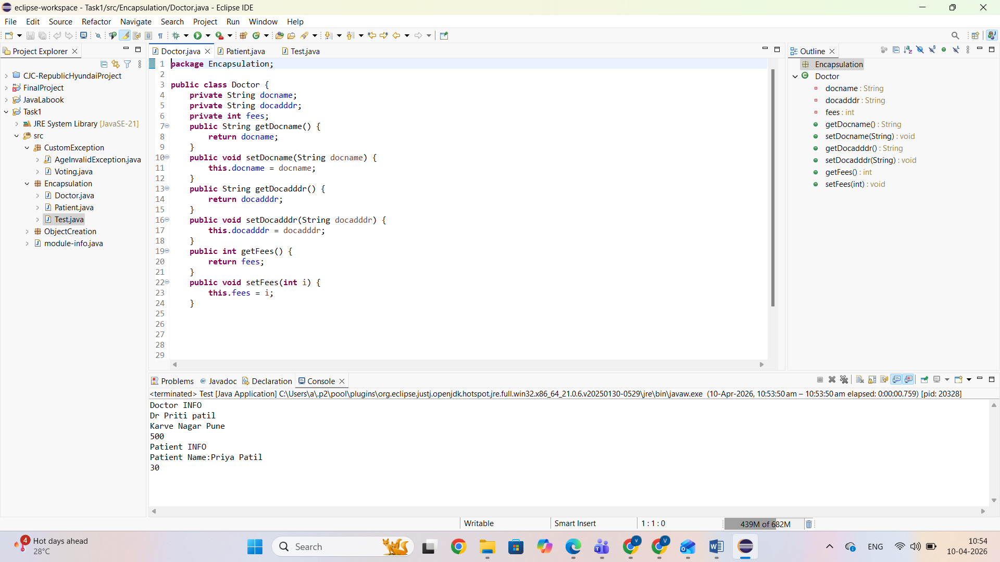 eclipse-workspace - Task1/src/Encapsulation/Doctor.java - Eclipse IDE
File Edit Source Refactor Navigate Search Project Run Window Help
Project Explorer
CJC-RepublicHyundaiProject
FinalProject
JavaLabook
Task1
JRE System Library [JavaSE-21]
src
CustomException
AgeInvalidException.java
Voting.java
Encapsulation
Doctor.java
Patient.java
Test.java
ObjectCreation
module-info.java
Doctor.java Patient.java Test.java
1 package Encapsulation;
2
3 public class Doctor {
4     private String docname;
5     private String docadddr;
6     private int fees;
7     public String getDocname() {
8         return docname;
9     }
10     public void setDocname(String docname) {
11         this.docname = docname;
12     }
13     public String getDocadddr() {
14         return docadddr;
15     }
16     public void setDocadddr(String docadddr) {
17         this.docadddr = docadddr;
18     }
19     public int getFees() {
20         return fees;
21     }
22     public void setFees(int i) {
23         this.fees = i;
24     }
25
26
27
28
29
Outline
Encapsulation
Doctor
docname : String
docadddr : String
fees : int
getDocname() : String
setDocname(String) : void
getDocadddr() : String
setDocadddr(String) : void
getFees() : int
setFees(int) : void
Problems Javadoc Declaration Console
<terminated> Test [Java Application] C:\Users\a\.p2\pool\plugins\org.eclipse.justj.openjdk.hotspot.jre.full.win32.x86_64_21.0.6.v20250130-0529\jre\bin\javaw.exe (10-Apr-2026, 10:53:50 am – 10:53:50 am elapsed: 0:00:00.759) [pid: 20328]
Doctor INFO
Dr Priti patil
Karve Nagar Pune
500
Patient INFO
Patient Name:Priya Patil
30
Writable Smart Insert 1 : 1 : 0 439M of 682M
4 Hot days ahead
28°C
Search
ENG
10:54
10-04-2026